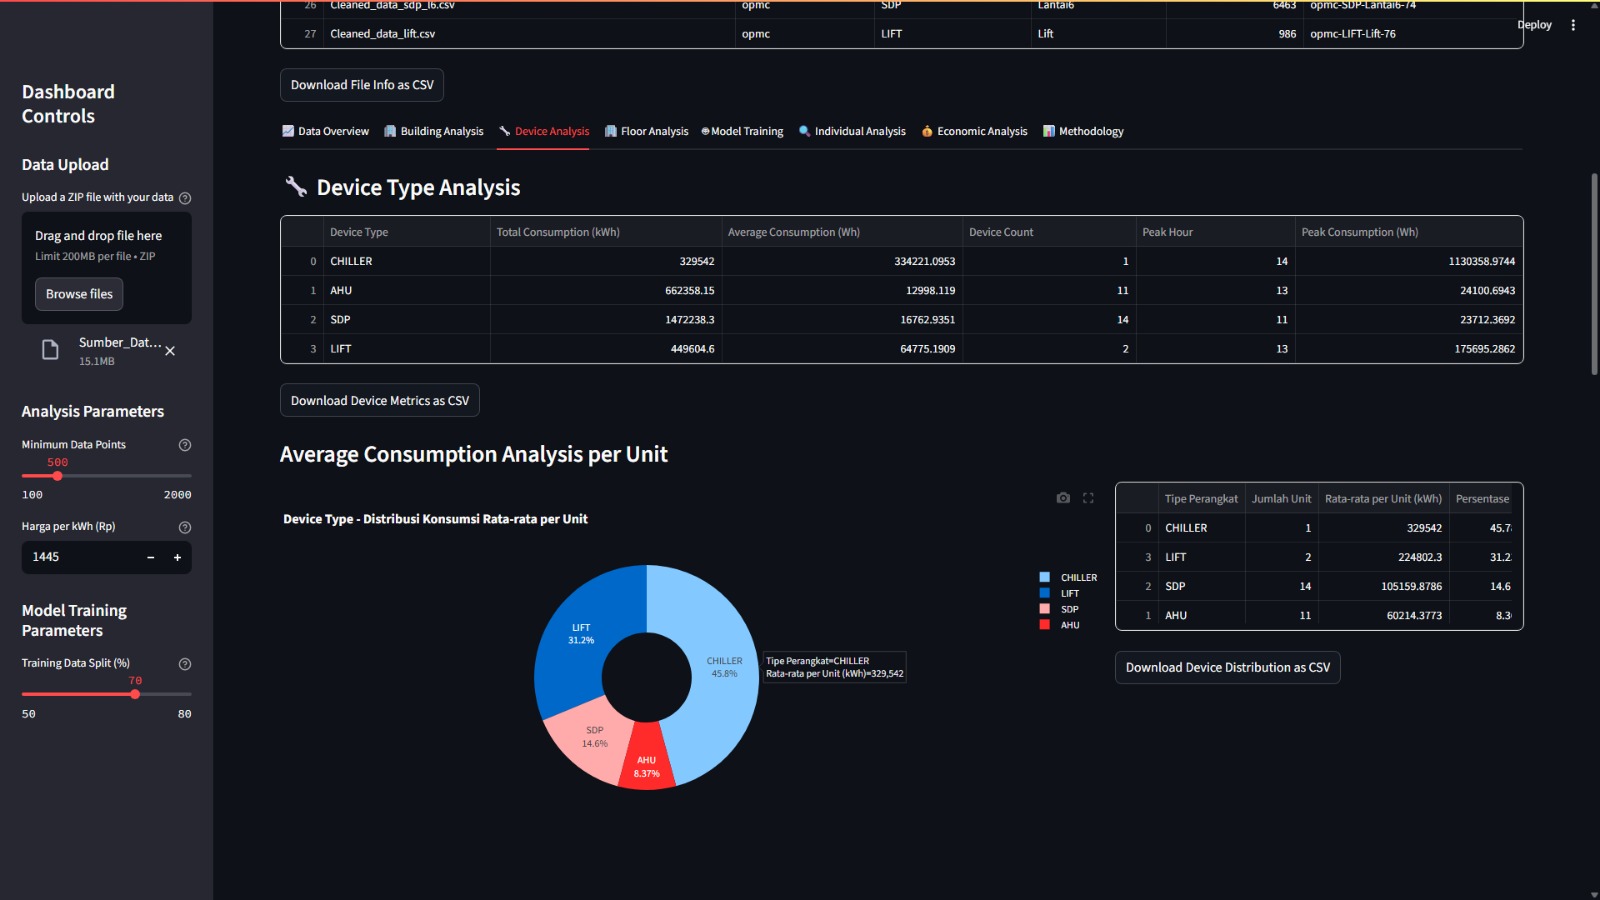 Deploy
Dashboard
Controls
Data Upload
Upload a ZIP file with your data
Drag and drop file here
Limit 200MB per file • ZIP
Browse files
Sumber_Dat...
15.1MB
Analysis Parameters
Minimum Data Points
500
100 2000
Harga per kWh (Rp)
1445 − +
Model Training
Parameters
Training Data Split (%)
70
50 80
26 Cleaned_data_sdp_l6.csv opmc SDP Lantai6 6463 opmc-SDP-Lantai6-74
27 Cleaned_data_lift.csv opmc LIFT Lift 986 opmc-LIFT-Lift-76
Download File Info as CSV
Data Overview Building Analysis Device Analysis Floor Analysis Model Training Individual Analysis Economic Analysis Methodology
Device Type Analysis
Device Type Total Consumption (kWh) Average Consumption (Wh) Device Count Peak Hour Peak Consumption (Wh)
0 CHILLER 329542 334221.0953 1 14 1130358.9744
1 AHU 662358.15 12998.119 11 13 24100.6943
2 SDP 1472238.3 16762.9351 14 11 23712.3692
3 LIFT 449604.6 64775.1909 2 13 175695.2862
Download Device Metrics as CSV
Average Consumption Analysis per Unit
Device Type - Distribusi Konsumsi Rata-rata per Unit
LIFT
31.2%
CHILLER
45.8%
SDP
14.6%
AHU
8.37%
Tipe Perangkat=CHILLER
Rata-rata per Unit (kWh)=329,542
CHILLER
LIFT
SDP
AHU
Tipe Perangkat Jumlah Unit Rata-rata per Unit (kWh) Persentase
0 CHILLER 1 329542 45.7
3 LIFT 2 224802.3 31.2
2 SDP 14 105159.8786 14.6
1 AHU 11 60214.3773 8.3
Download Device Distribution as CSV